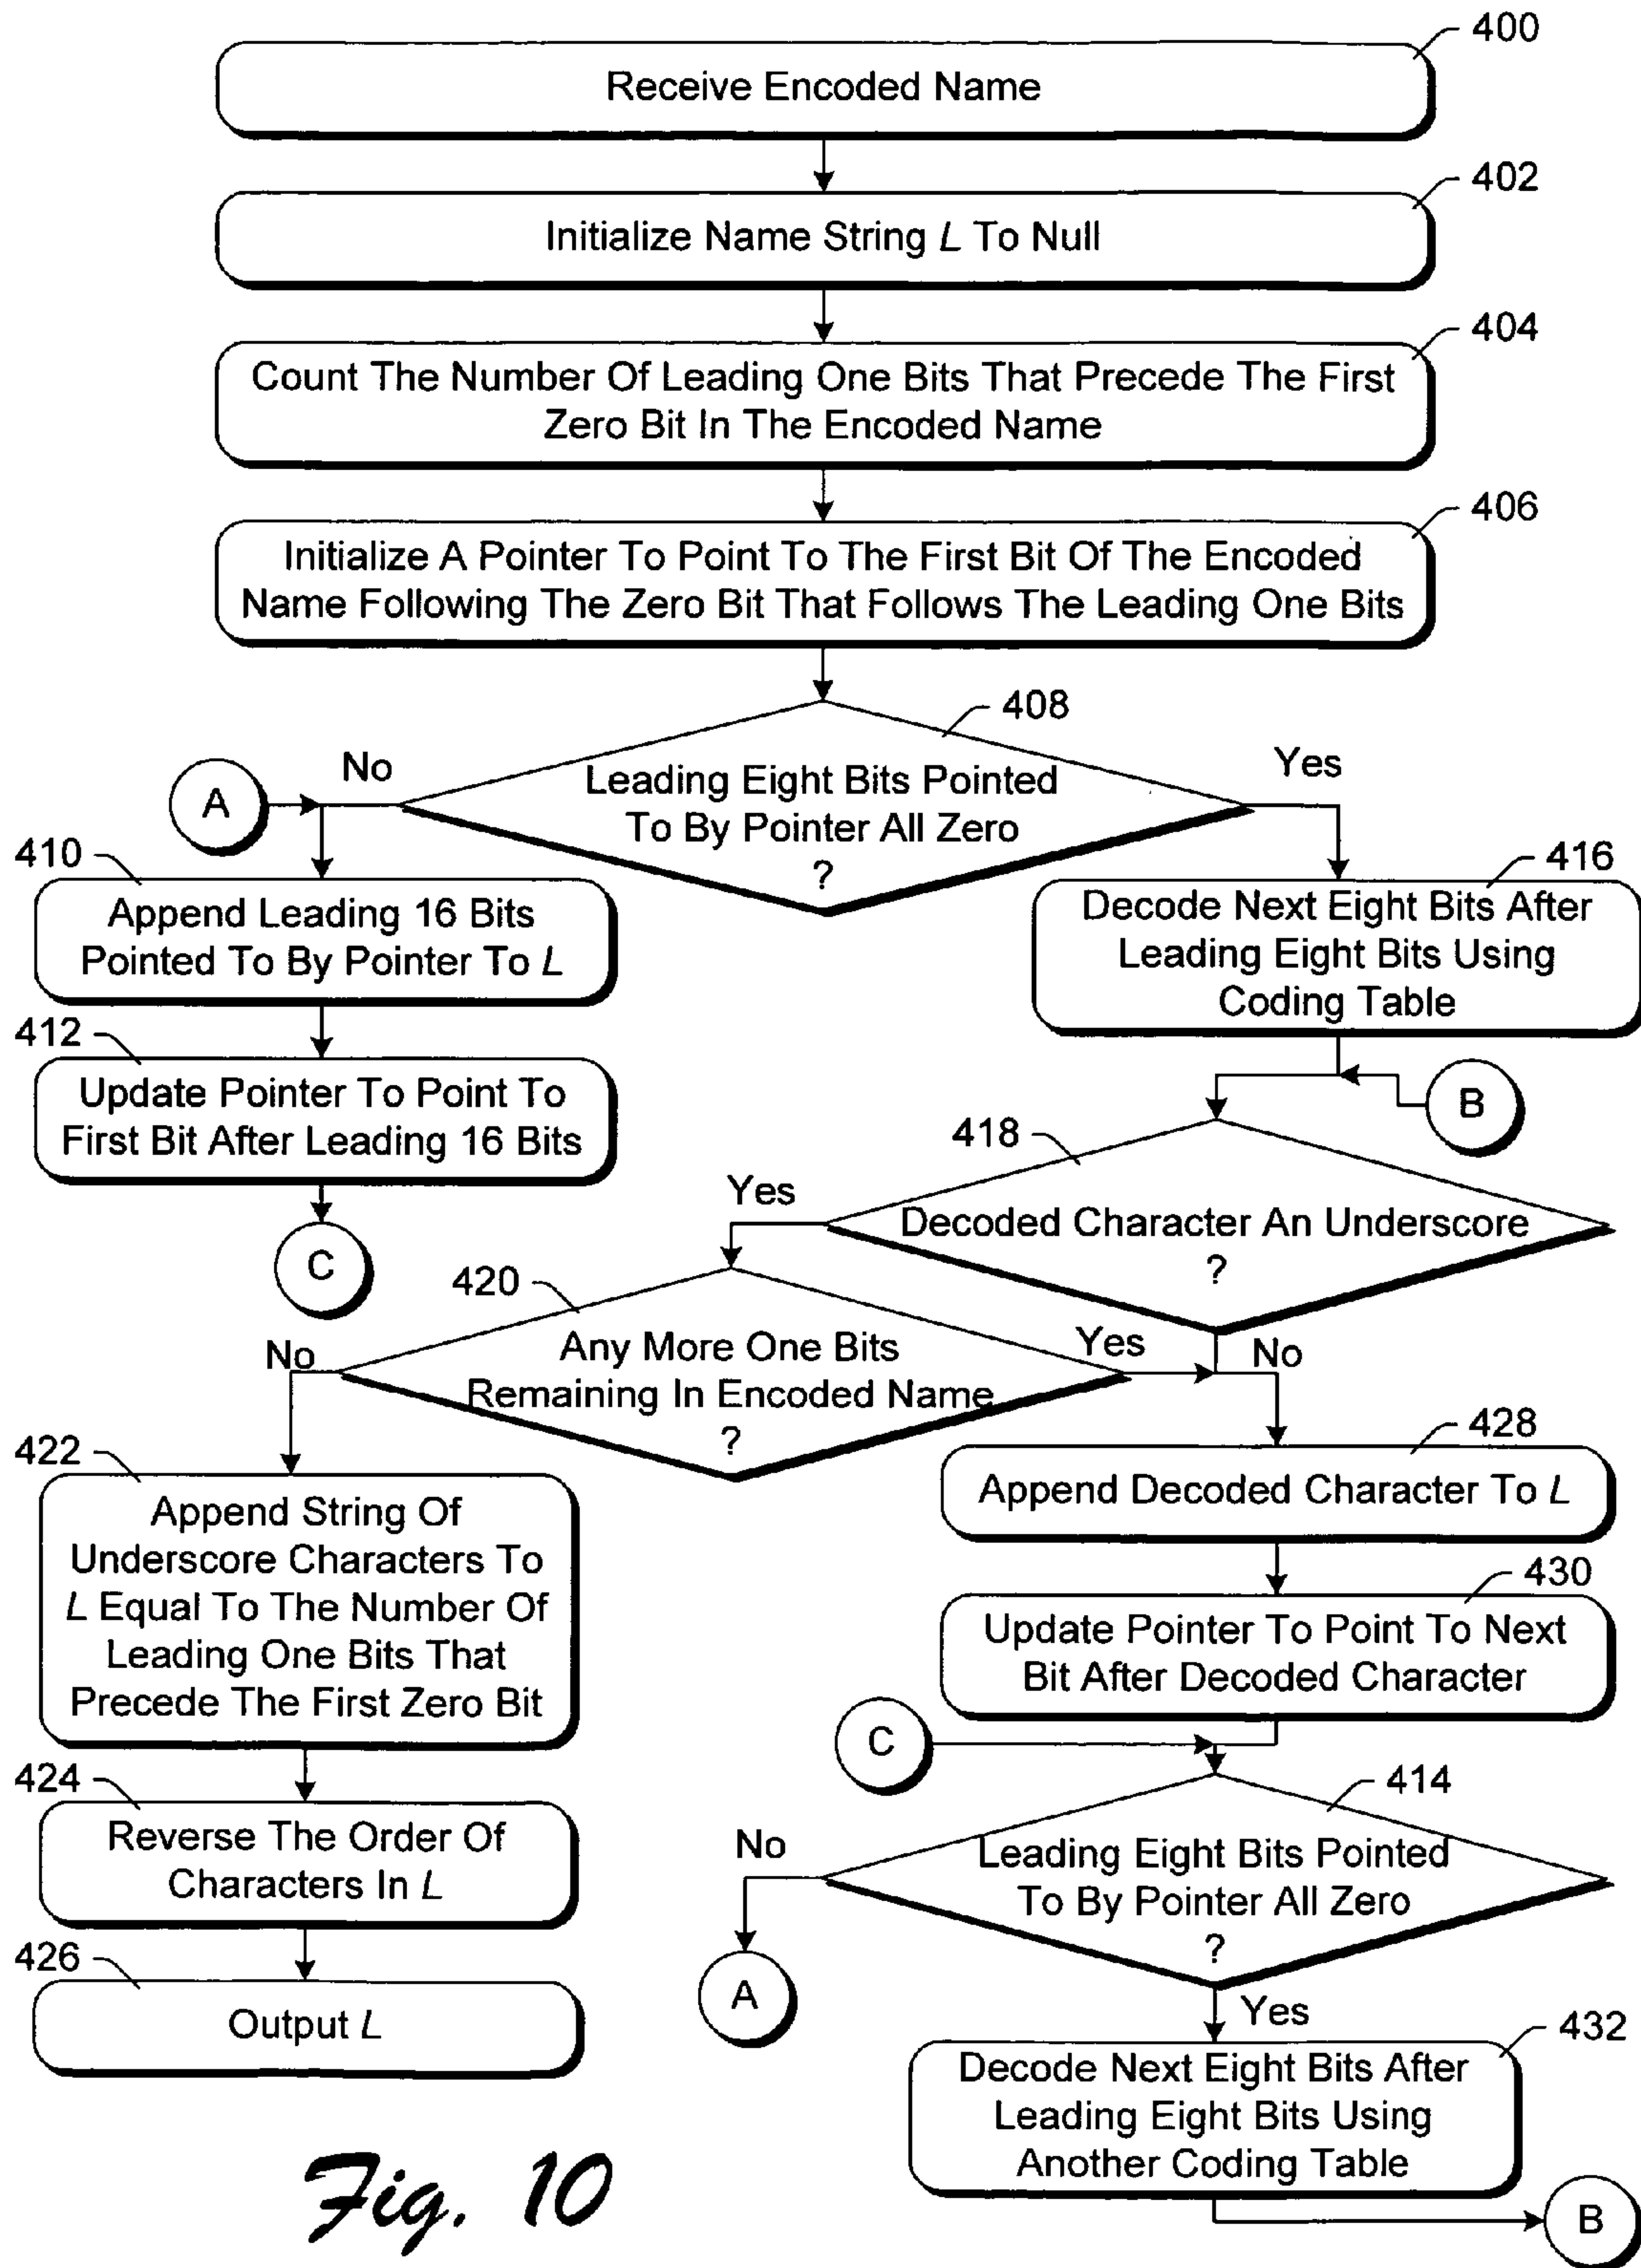 400
Receive Encoded Name
402
Initialize Name String L To Null
404
Count The Number Of Leading One Bits That Precede The First
Zero Bit In The Encoded Name
406
Initialize A Pointer To Point To The First Bit Of The Encoded
Name Following The Zero Bit That Follows The Leading One Bits
408
No
Yes
A
Leading Eight Bits Pointed
To By Pointer All Zero
?
410
Append Leading 16 Bits
Pointed To By Pointer To L
416
Decode Next Eight Bits After
Leading Eight Bits Using
Coding Table
412
Update Pointer To Point To
First Bit After Leading 16 Bits
B
C
418
Yes
Decoded Character An Underscore
?
No
420
No
Any More One Bits
Remaining In Encoded Name
?
Yes
422
Append String Of
Underscore Characters To
L Equal To The Number Of
Leading One Bits That
Precede The First Zero Bit
428
Append Decoded Character To L
430
Update Pointer To Point To Next
Bit After Decoded Character
C
424
Reverse The Order Of
Characters In L
414
No
Leading Eight Bits Pointed
To By Pointer All Zero
?
A
Yes
426
Output L
432
Decode Next Eight Bits After
Leading Eight Bits Using
Another Coding Table
B
Fig. 10